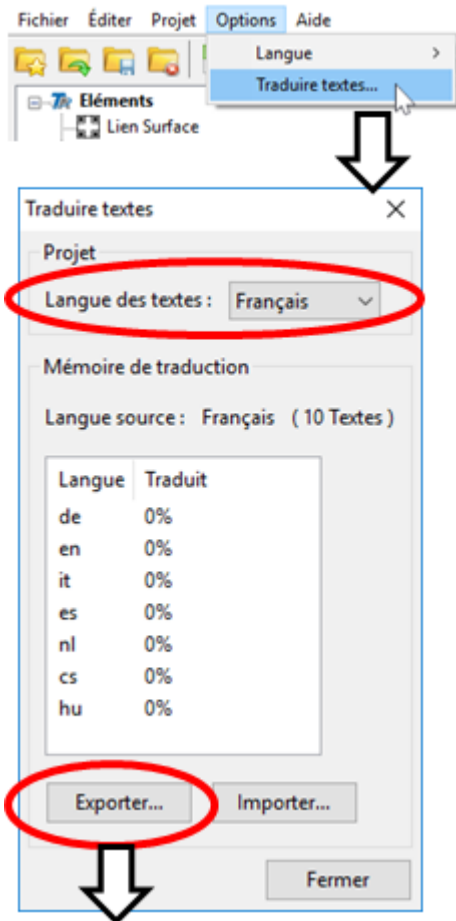 Fichier Éditer Projet Options Aide
Langue >
Traduire textes...
Eléments
Lien Surface
Traduire textes
Projet
Langue des textes : Français
Mémoire de traduction
Langue source : Français ( 10 Textes )
Langue Traduit
de 0%
en 0%
it 0%
es 0%
nl 0%
cs 0%
hu 0%
Exporter... Importer...
Fermer